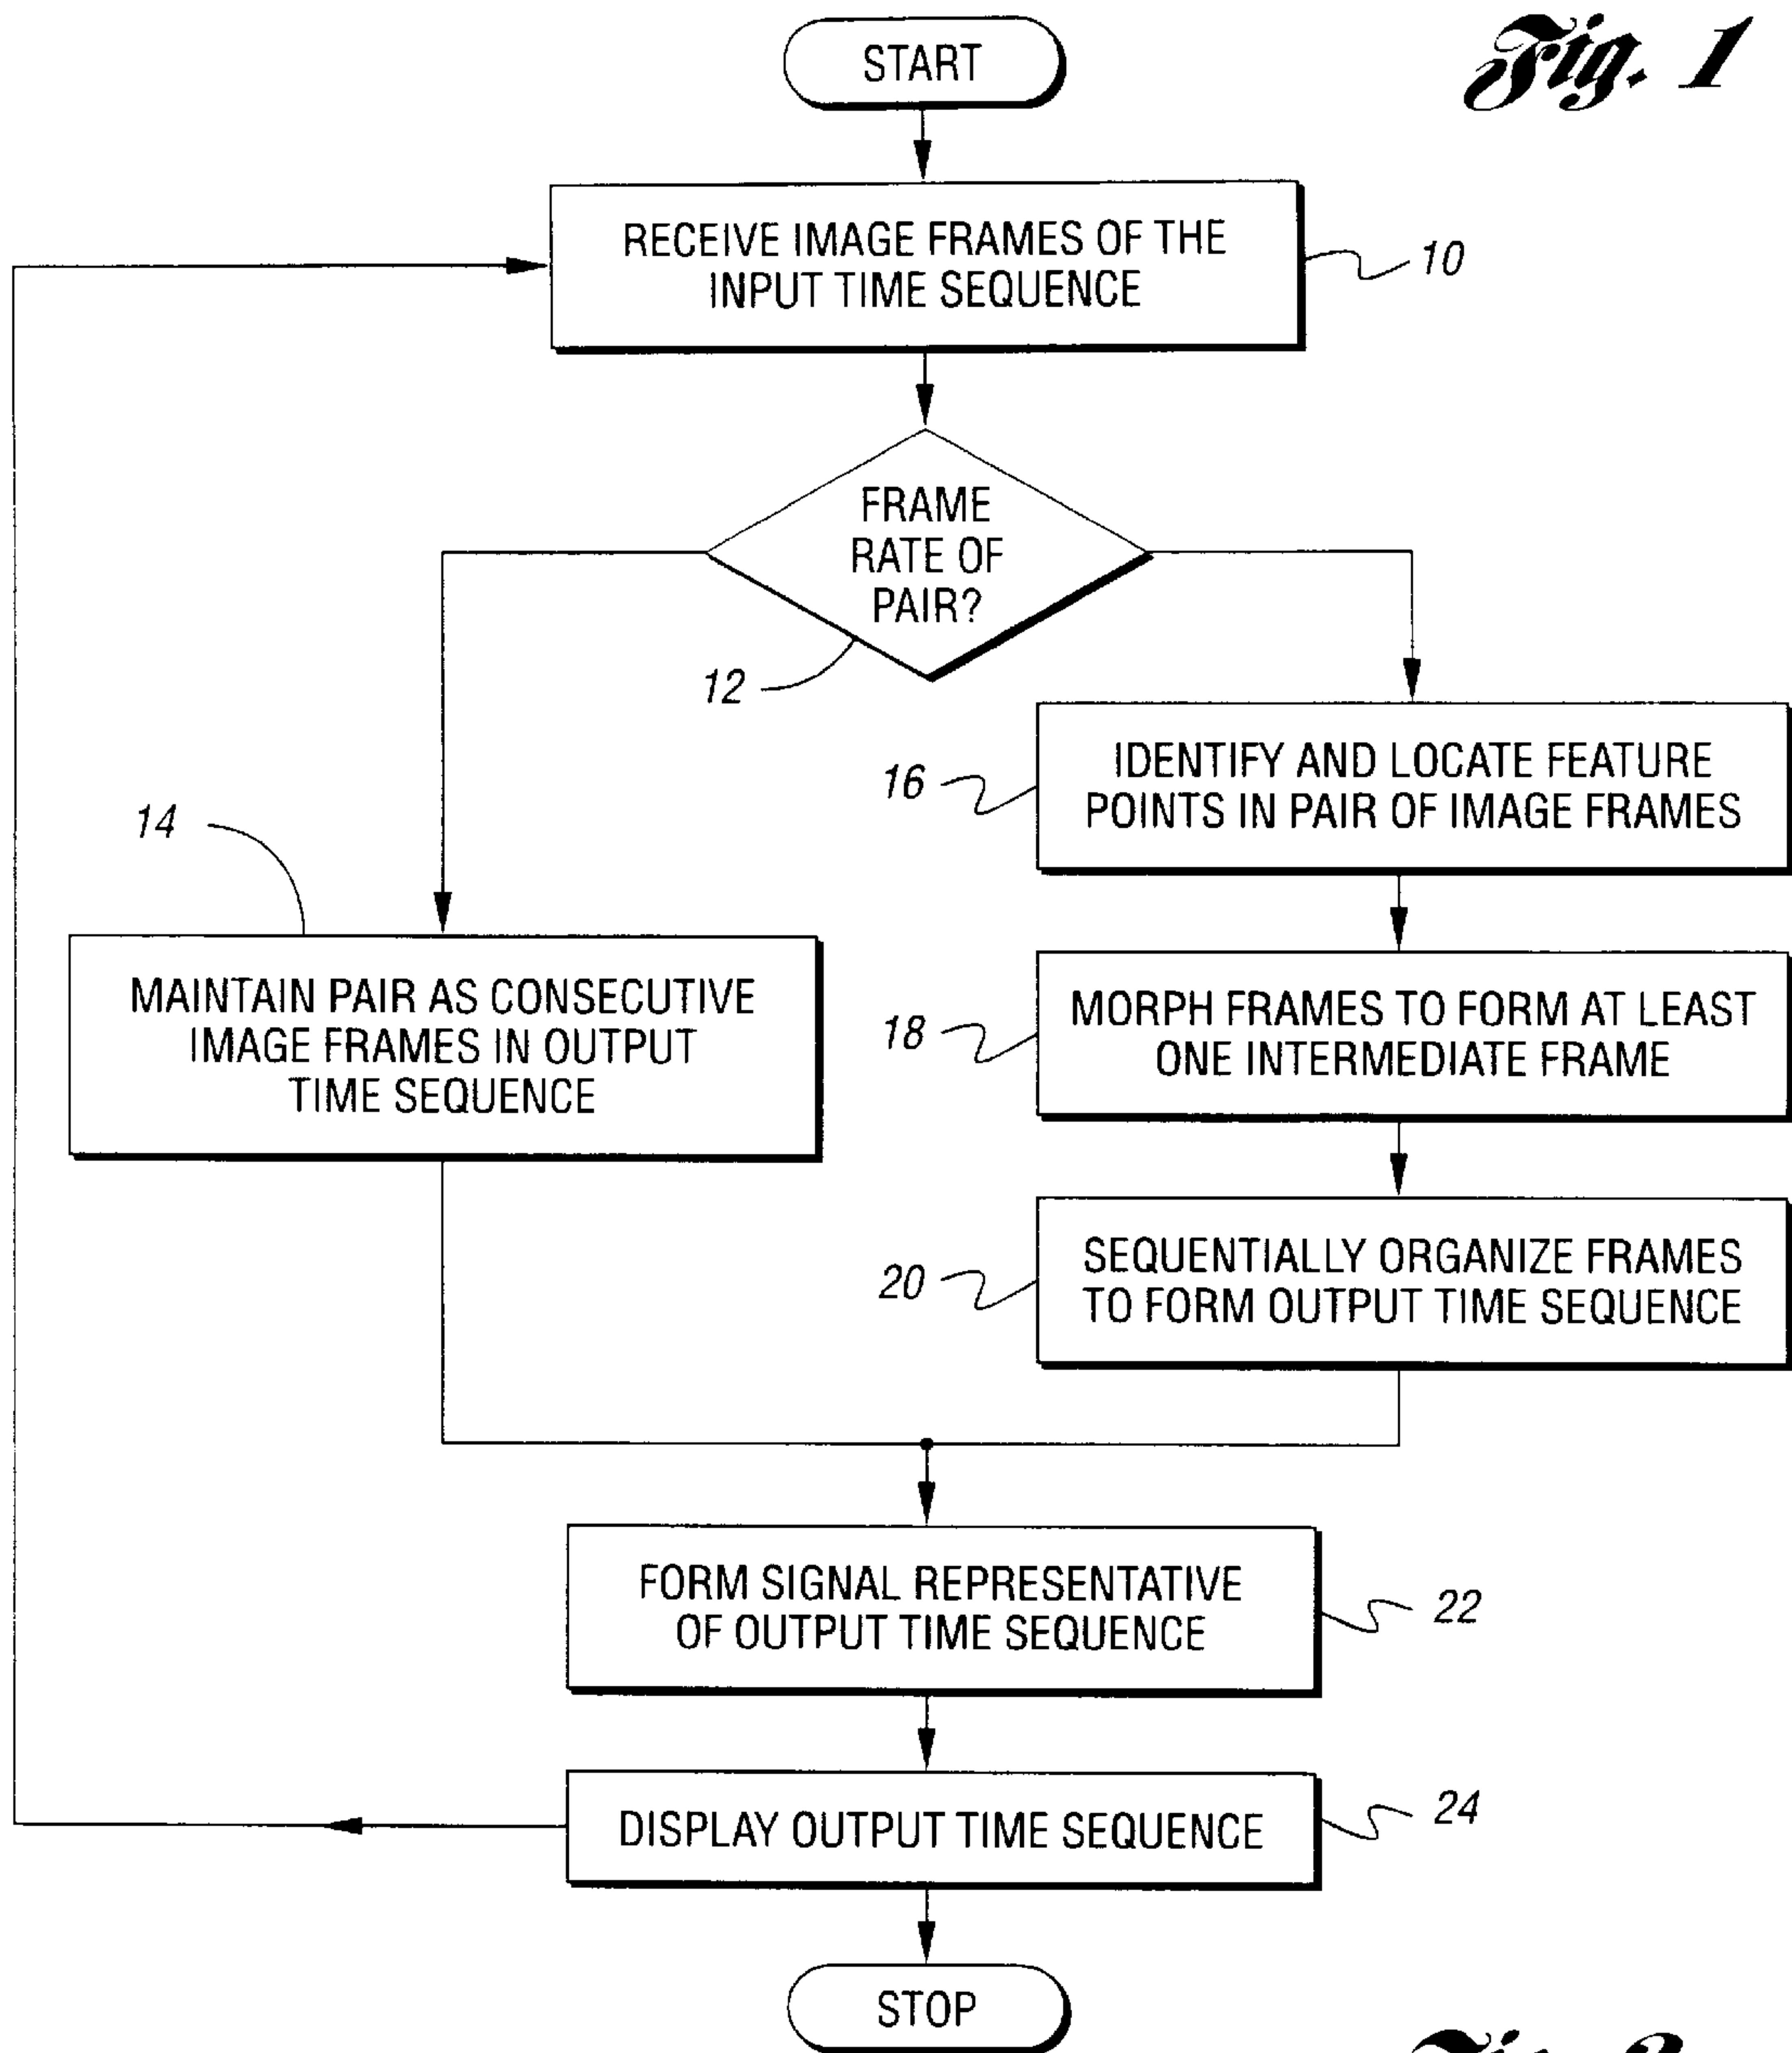 Fig. 1
START
RECEIVE IMAGE FRAMES OF THE
INPUT TIME SEQUENCE
10
FRAME
RATE OF
PAIR?
12
14
MAINTAIN PAIR AS CONSECUTIVE
IMAGE FRAMES IN OUTPUT
TIME SEQUENCE
16
IDENTIFY AND LOCATE FEATURE
POINTS IN PAIR OF IMAGE FRAMES
18
MORPH FRAMES TO FORM AT LEAST
ONE INTERMEDIATE FRAME
20
SEQUENTIALLY ORGANIZE FRAMES
TO FORM OUTPUT TIME SEQUENCE
FORM SIGNAL REPRESENTATIVE
OF OUTPUT TIME SEQUENCE
22
DISPLAY OUTPUT TIME SEQUENCE
24
STOP